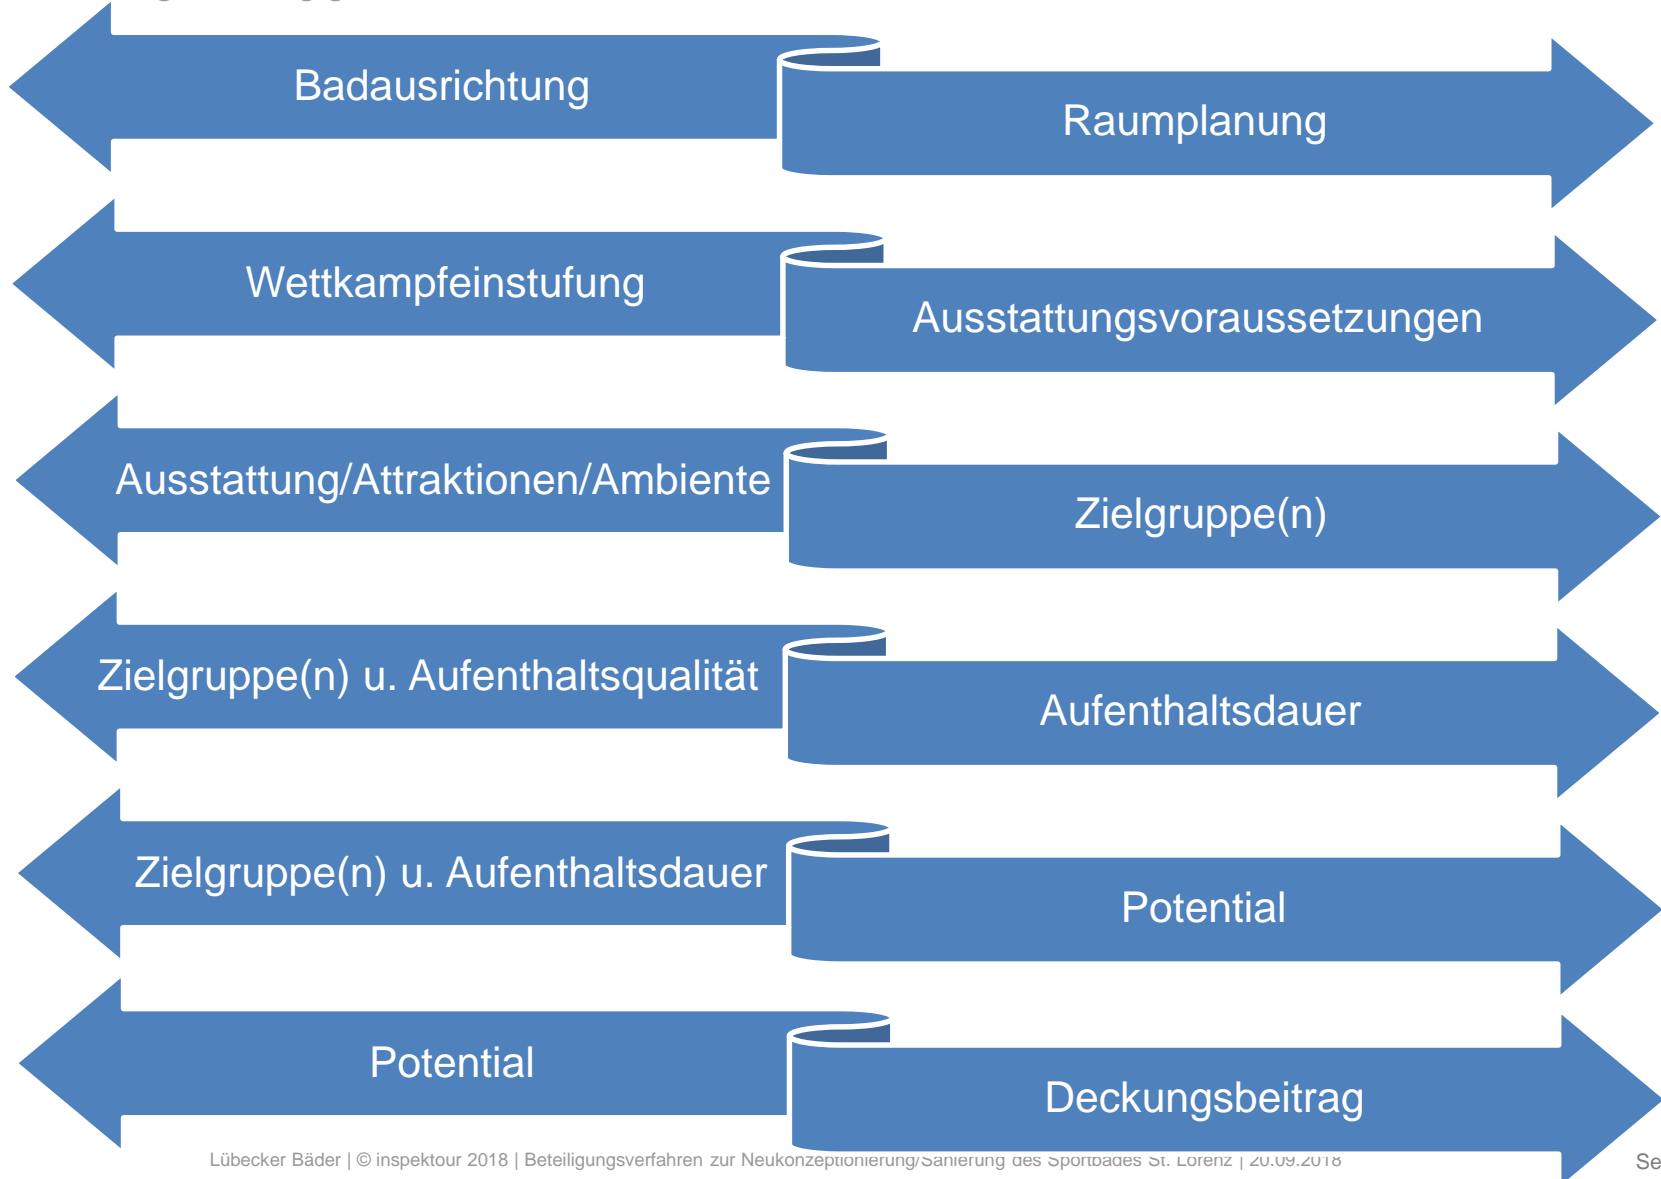 Badausrichtung
Raumplanung
Wettkampfeinstufung
Ausstattungsvoraussetzungen
Ausstattung/Attraktionen/Ambiente
Zielgruppe(n)
Zielgruppe(n) u. Aufenthaltsqualität
Aufenthaltsdauer
Zielgruppe(n) u. Aufenthaltsdauer
Potential
Potential
Deckungsbeitrag
Lübecker Bäder | © inspektour 2018 | Beteiligungsverfahren zur Neukonzeptionierung/Sanierung des Sportbades St. Lorenz | 20.09.2018
Se